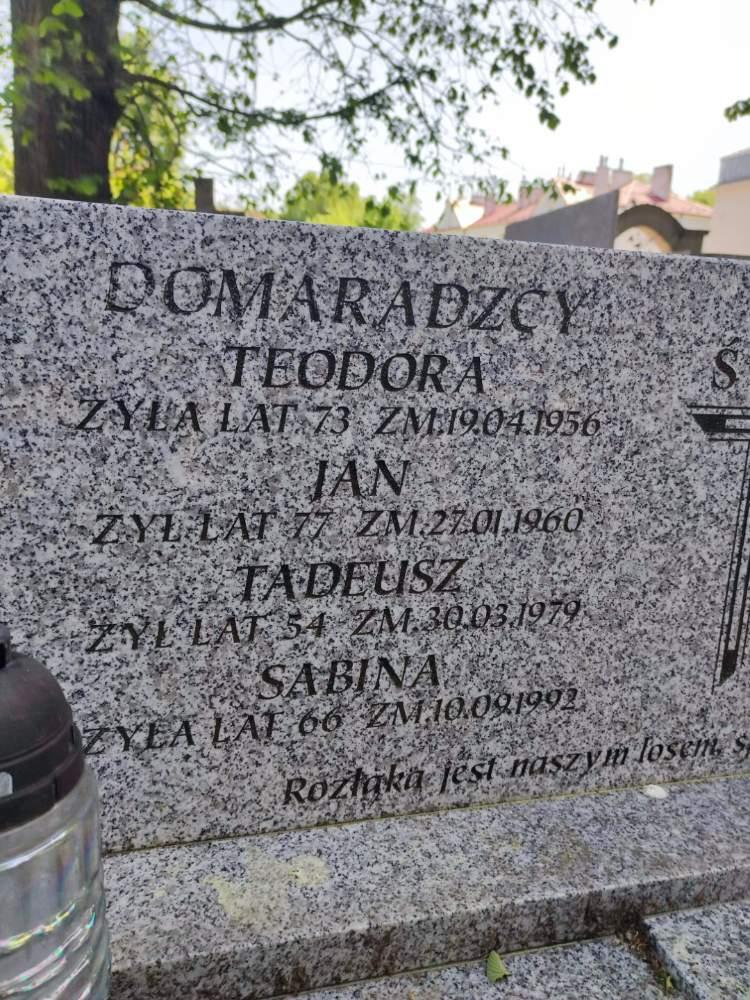 DOMARADZCY
TEODORA
ŻYŁA LAT 73 ZM.19.04.1956
JAN
ŻYŁ LAT 77 ZM.27.01.1960
TADEUSZ
ŻYŁ LAT 54 ZM.30.03.1979
SABINA
ŻYŁA LAT 66 ZM.10.09.1992
Rozłąka jest naszym losem,